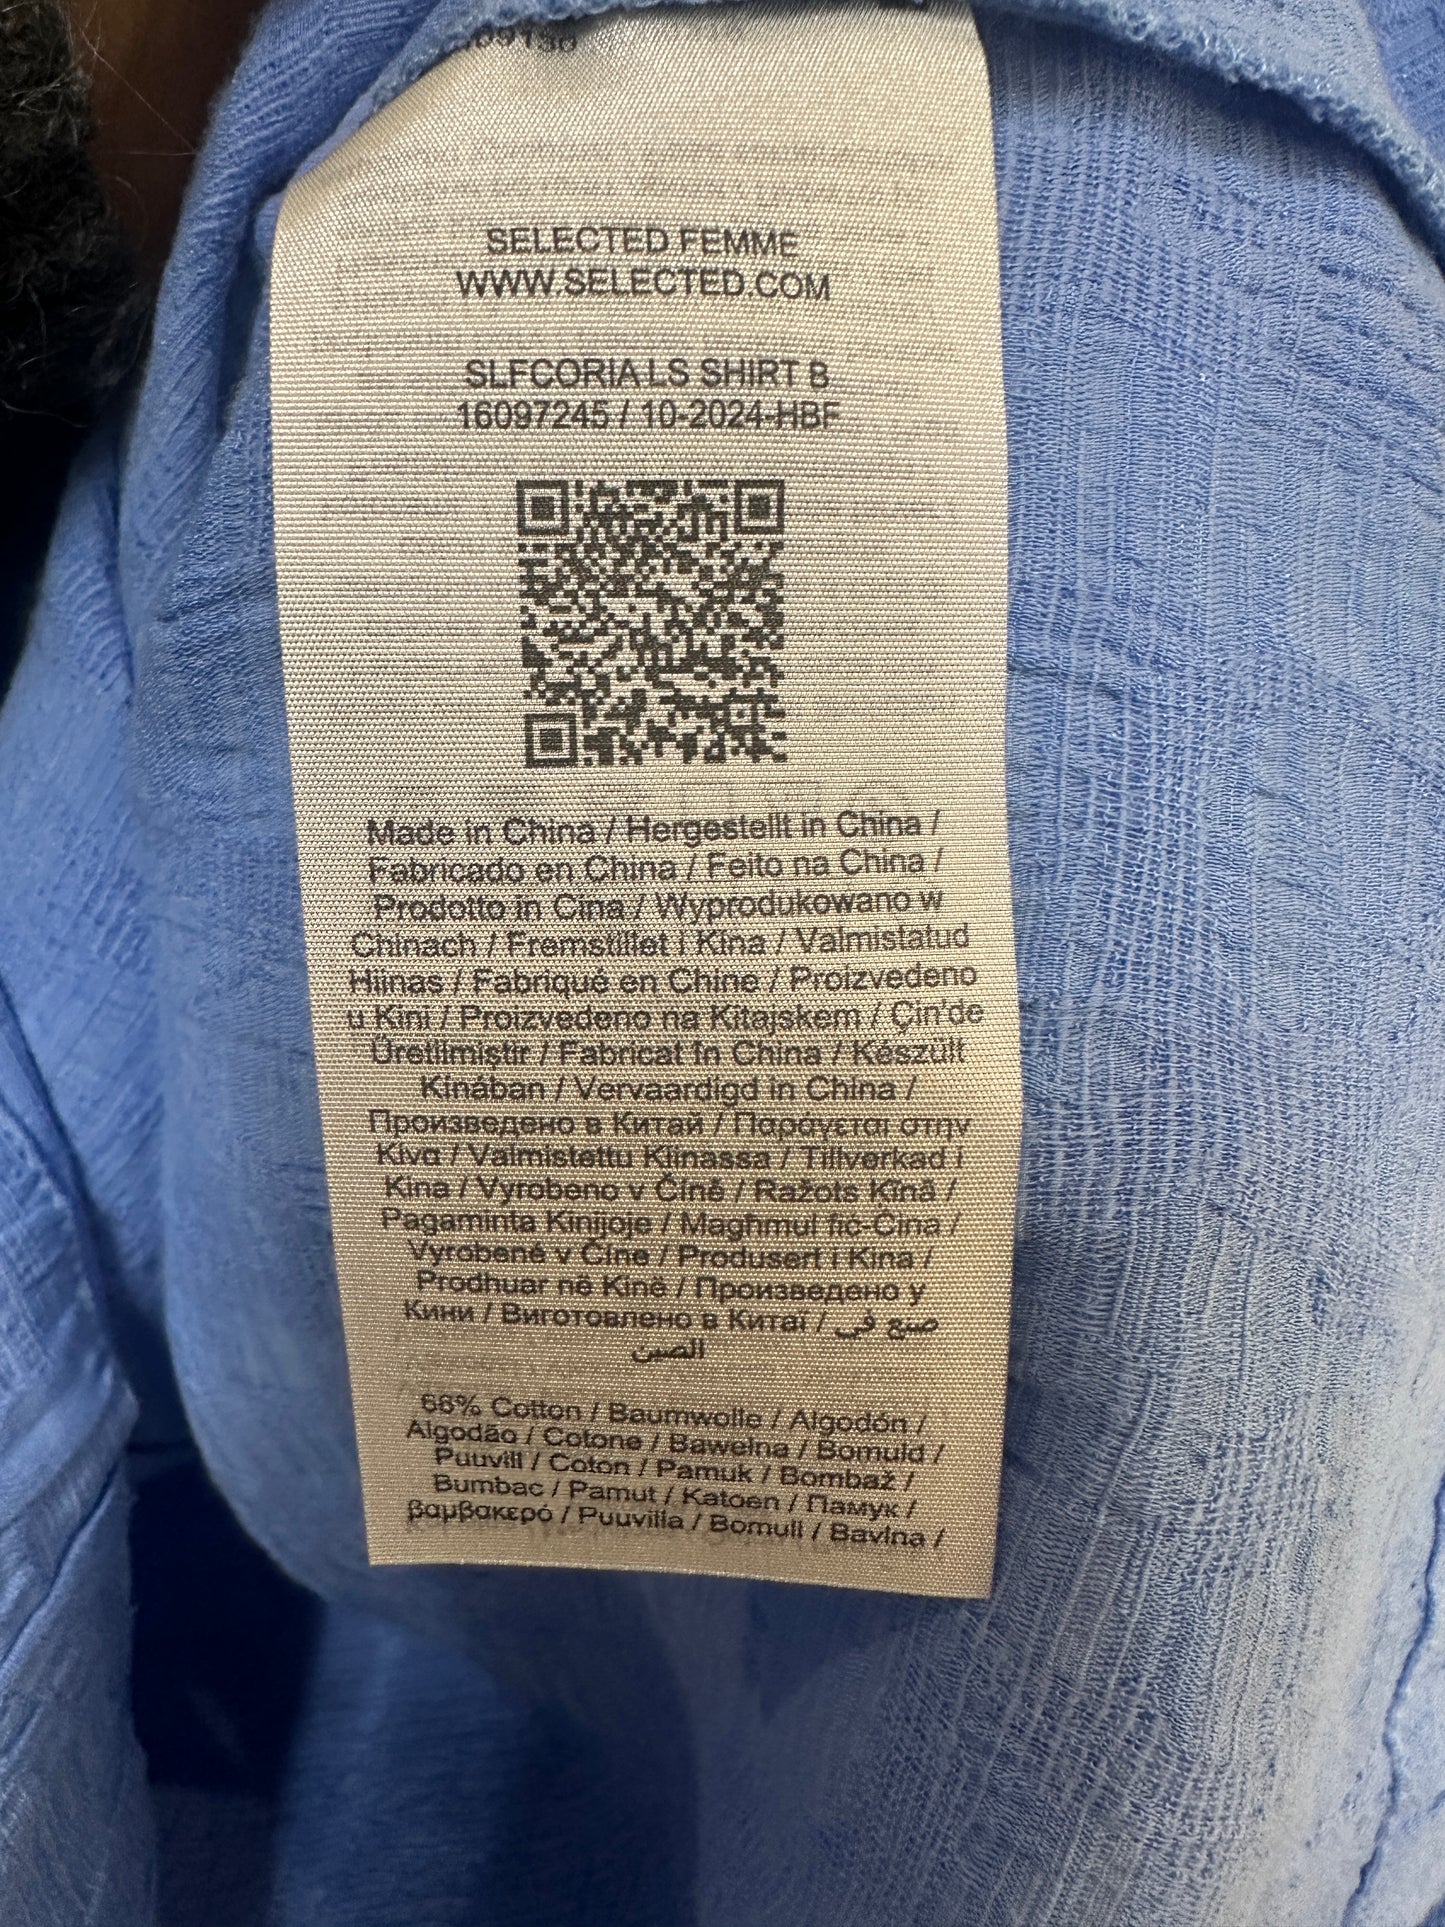 SELECTED FEMME
WWW.SELECTED.COM
SLFCORIA LS SHIRT B
16097245 / 10-2024-HBF
Made in China / Hergestellt in China /
Fabricado en China / Feito na China /
Prodotto in Cina / Wyprodukowano w
Chinach / Fremstillet i Kina / Valmistatud
Hiinas / Fabriqué en Chine / Proizvedeno
u Kini / Proizvedeno na Kitajskem / Çin'de
Üretilmiştir / Fabricat în China / Készült
Kínában / Vervaardigd in China /
Произведено в Китай / Παράγεται στην
Κίνα / Valmistettu Kiinassa / Tillverkad i
Kina / Vyrobeno v Číně / Ražots Ķīnā /
Pagaminta Kinijoje / Magħmul fiċ-Ċina /
Vyrobené v Číne / Produsert i Kina /
Prodhuar në Kinë / Произведено у
Кини / Виготовлено в Китаї / صنع في
الصين
Cotton / Baumwolle / Algodón /
Algodão / Cotone / Bawełna / Bomuld /
Puuvill / Coton / Pamuk / Bombaž /
Bumbac / Pamut / Katoen / Памук /
βαμβακερό / Puuvilla / Bomull / Bavlna /